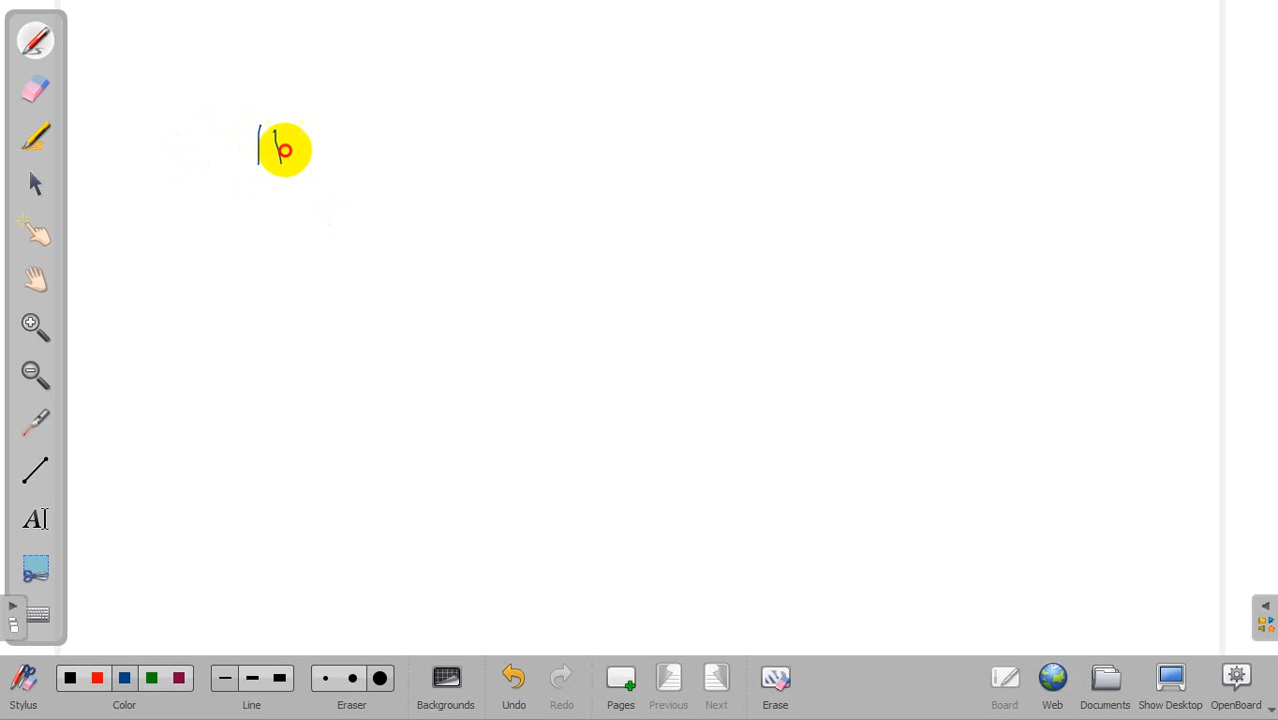 Stylus
Color
Line
Eraser
Backgrounds
Undo
Redo
Pages
Previous
Next
Erase
Board
Web
Documents
Show Desktop
OpenBoard